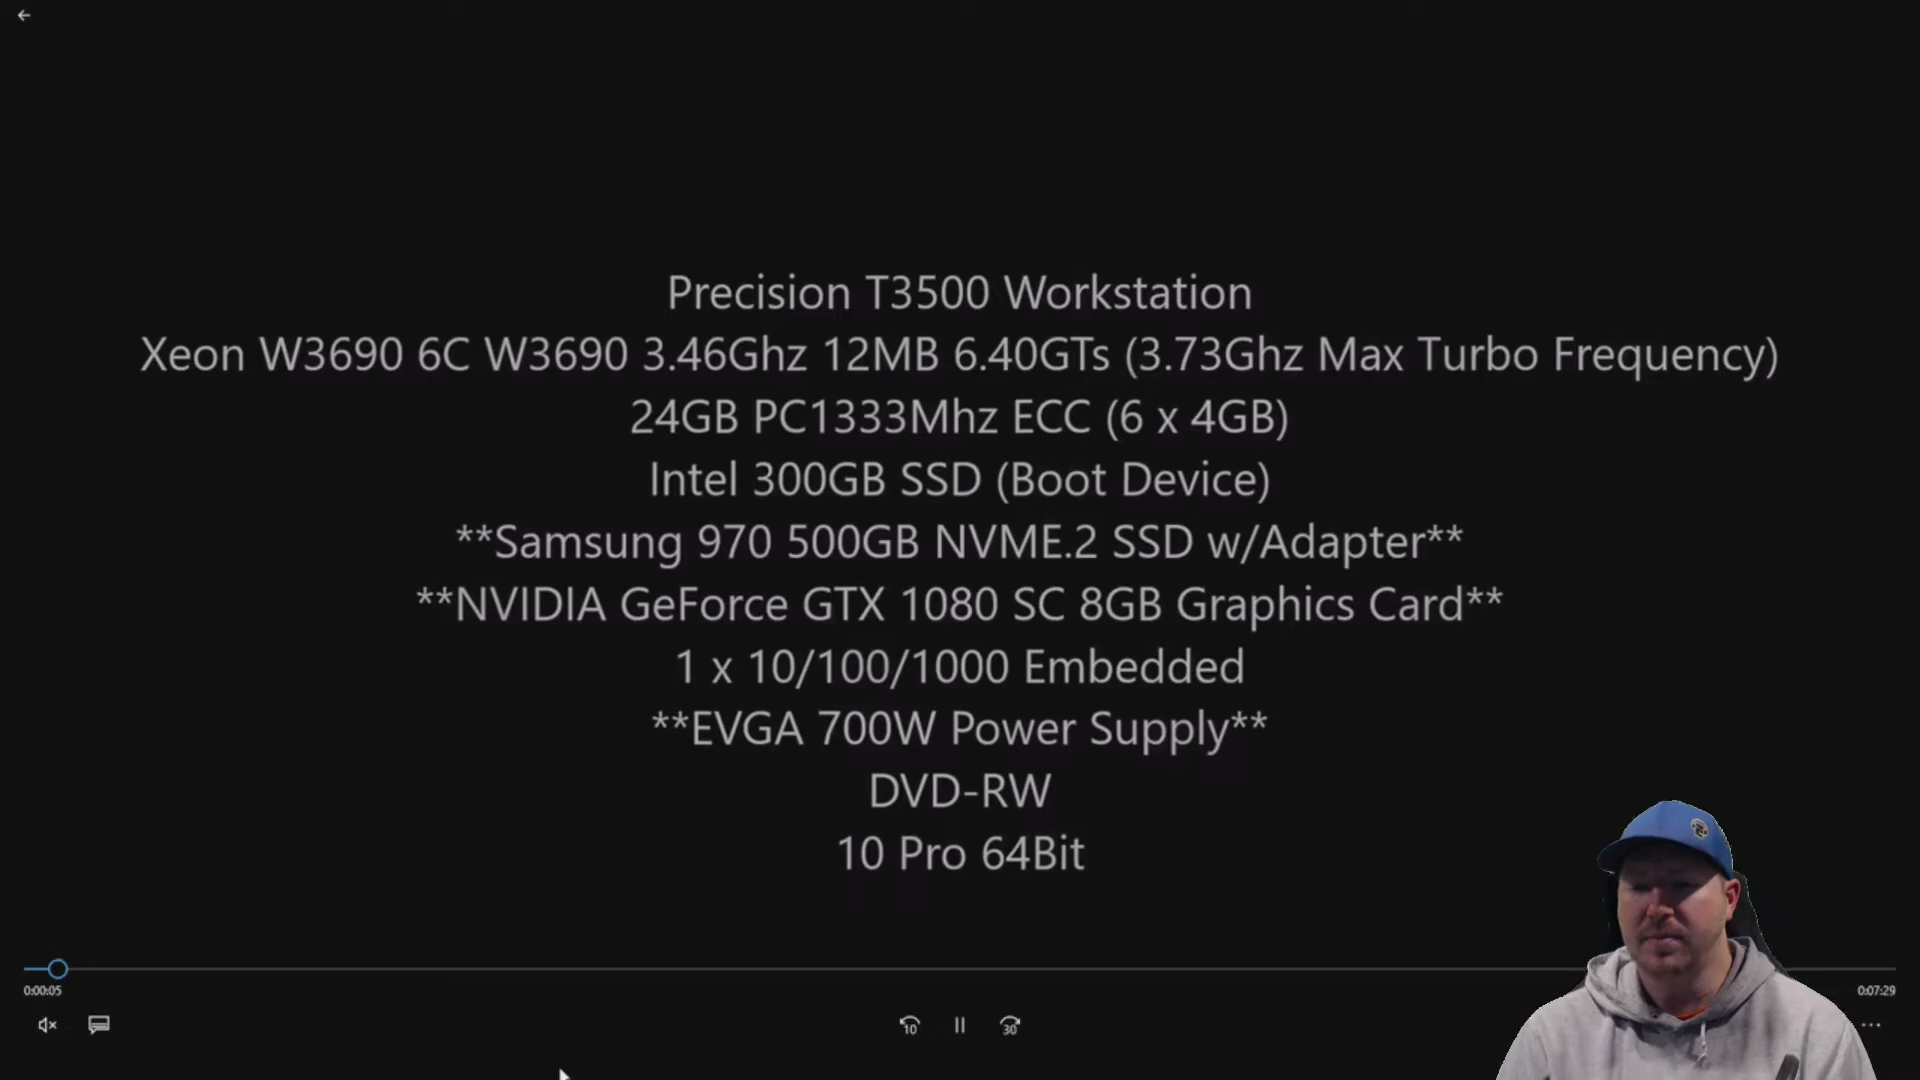 Precision T3500 Workstation
Xeon W3690 6C W3690 3.46Ghz 12MB 6.40GTs (3.73Ghz Max Turbo Frequency)
24GB PC1333Mhz ECC (6 x 4GB)
Intel 300GB SSD (Boot Device)
**Samsung 970 500GB NVME.2 SSD w/Adapter**
**NVIDIA GeForce GTX 1080 SC 8GB Graphics Card**
1 x 10/100/1000 Embedded
**EVGA 700W Power Supply**
DVD-RW
10 Pro 64Bit
0:00:05
0:07:29
10
30